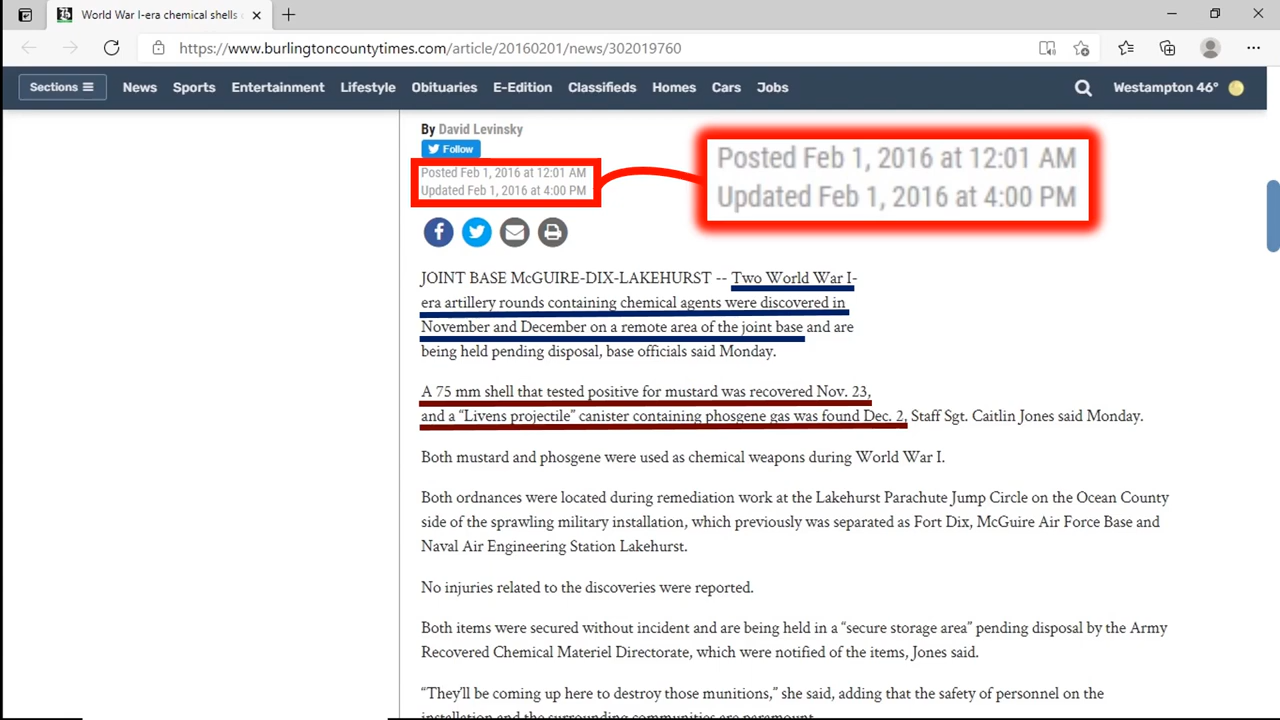 World War I-era chemical shells
https://www.burlingtoncountytimes.com/article/20160201/news/302019760
Sections News Sports Entertainment Lifestyle Obituaries E-Edition Classifieds Homes Cars Jobs Westampton 46°
By David Levinsky
Follow
Posted Feb 1, 2016 at 12:01 AM
Updated Feb 1, 2016 at 4:00 PM
Posted Feb 1, 2016 at 12:01 AM
Updated Feb 1, 2016 at 4:00 PM
JOINT BASE McGUIRE-DIX-LAKEHURST -- Two World War I-
era artillery rounds containing chemical agents were discovered in
November and December on a remote area of the joint base and are
being held pending disposal, base officials said Monday.
A 75 mm shell that tested positive for mustard was recovered Nov. 23,
and a “Livens projectile” canister containing phosgene gas was found Dec. 2, Staff Sgt. Caitlin Jones said Monday.
Both mustard and phosgene were used as chemical weapons during World War I.
Both ordnances were located during remediation work at the Lakehurst Parachute Jump Circle on the Ocean County
side of the sprawling military installation, which previously was separated as Fort Dix, McGuire Air Force Base and
Naval Air Engineering Station Lakehurst.
No injuries related to the discoveries were reported.
Both items were secured without incident and are being held in a “secure storage area” pending disposal by the Army
Recovered Chemical Materiel Directorate, which were notified of the items, Jones said.
“They’ll be coming up here to destroy those munitions,” she said, adding that the safety of personnel on the
installation and the surrounding communities are paramount.